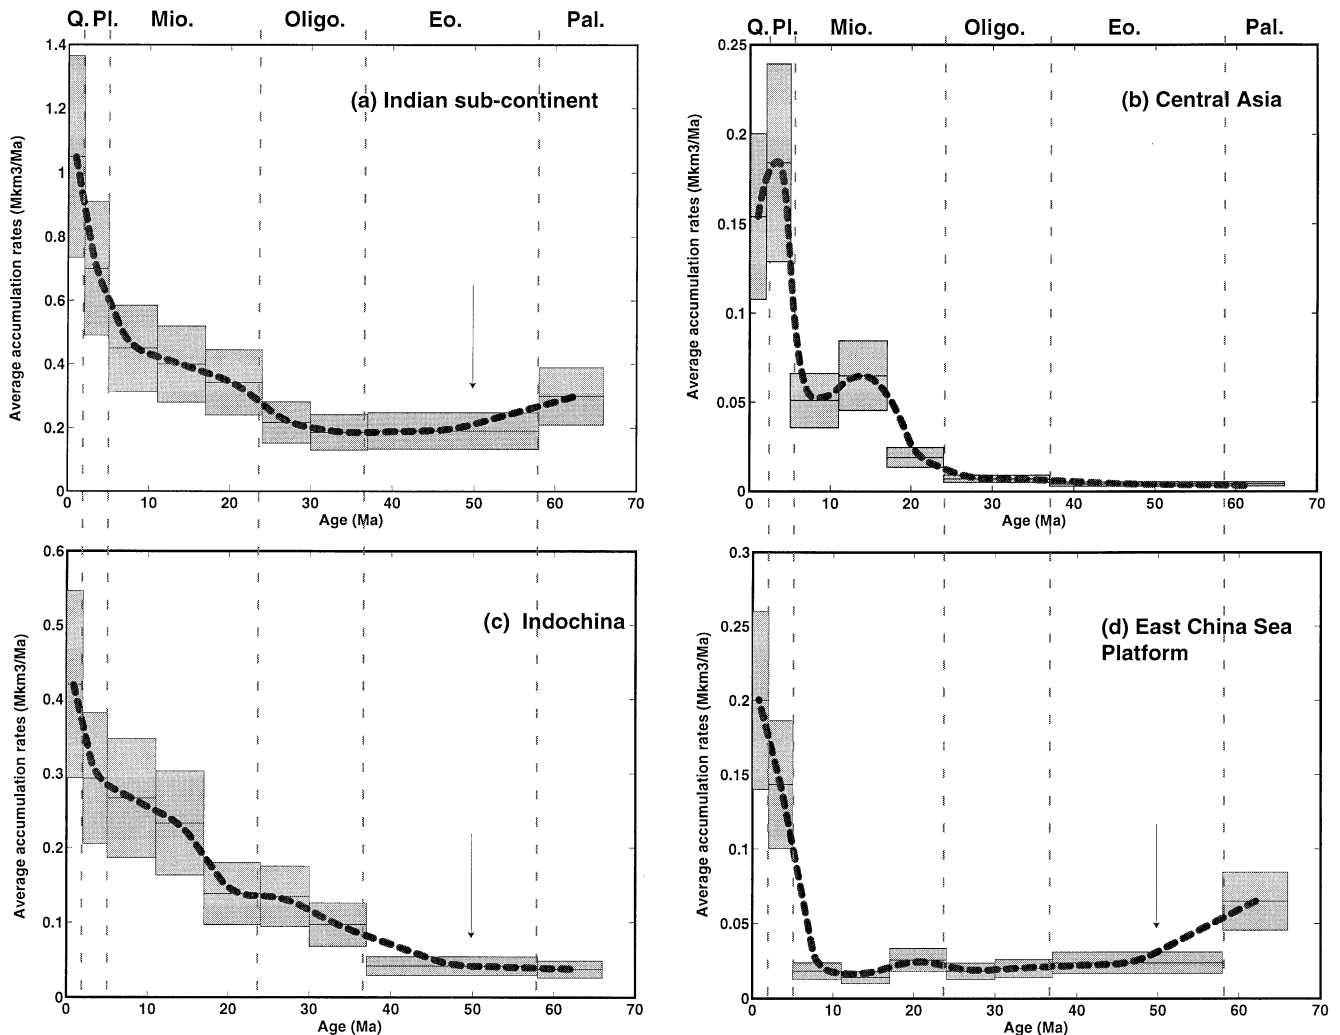 Q. Pl. Mio. Oligo. Eo. Pal.
1.4
1.2
1
0.8
0.6
0.4
0.2
0
Average accumulation rates (Mkm3/Ma)
(a) Indian sub-continent
0 10 20 30 40 50 60 70
Age (Ma)
Q. Pl. Mio. Oligo. Eo. Pal.
0.25
0.2
0.15
0.1
0.05
0
Average accumulation rates (Mkm3/Ma)
(b) Central Asia
0 10 20 30 40 50 60 70
Age (Ma)
0.6
0.5
0.4
0.3
0.2
0.1
0
Average accumulation rates (Mkm3/Ma)
(c) Indochina
0 10 20 30 40 50 60 70
Age (Ma)
0.3
0.25
0.2
0.15
0.1
0.05
0
Average accumulation rates (Mkm3/Ma)
(d) East China Sea
Platform
0 10 20 30 40 50 60 70
Age (Ma)